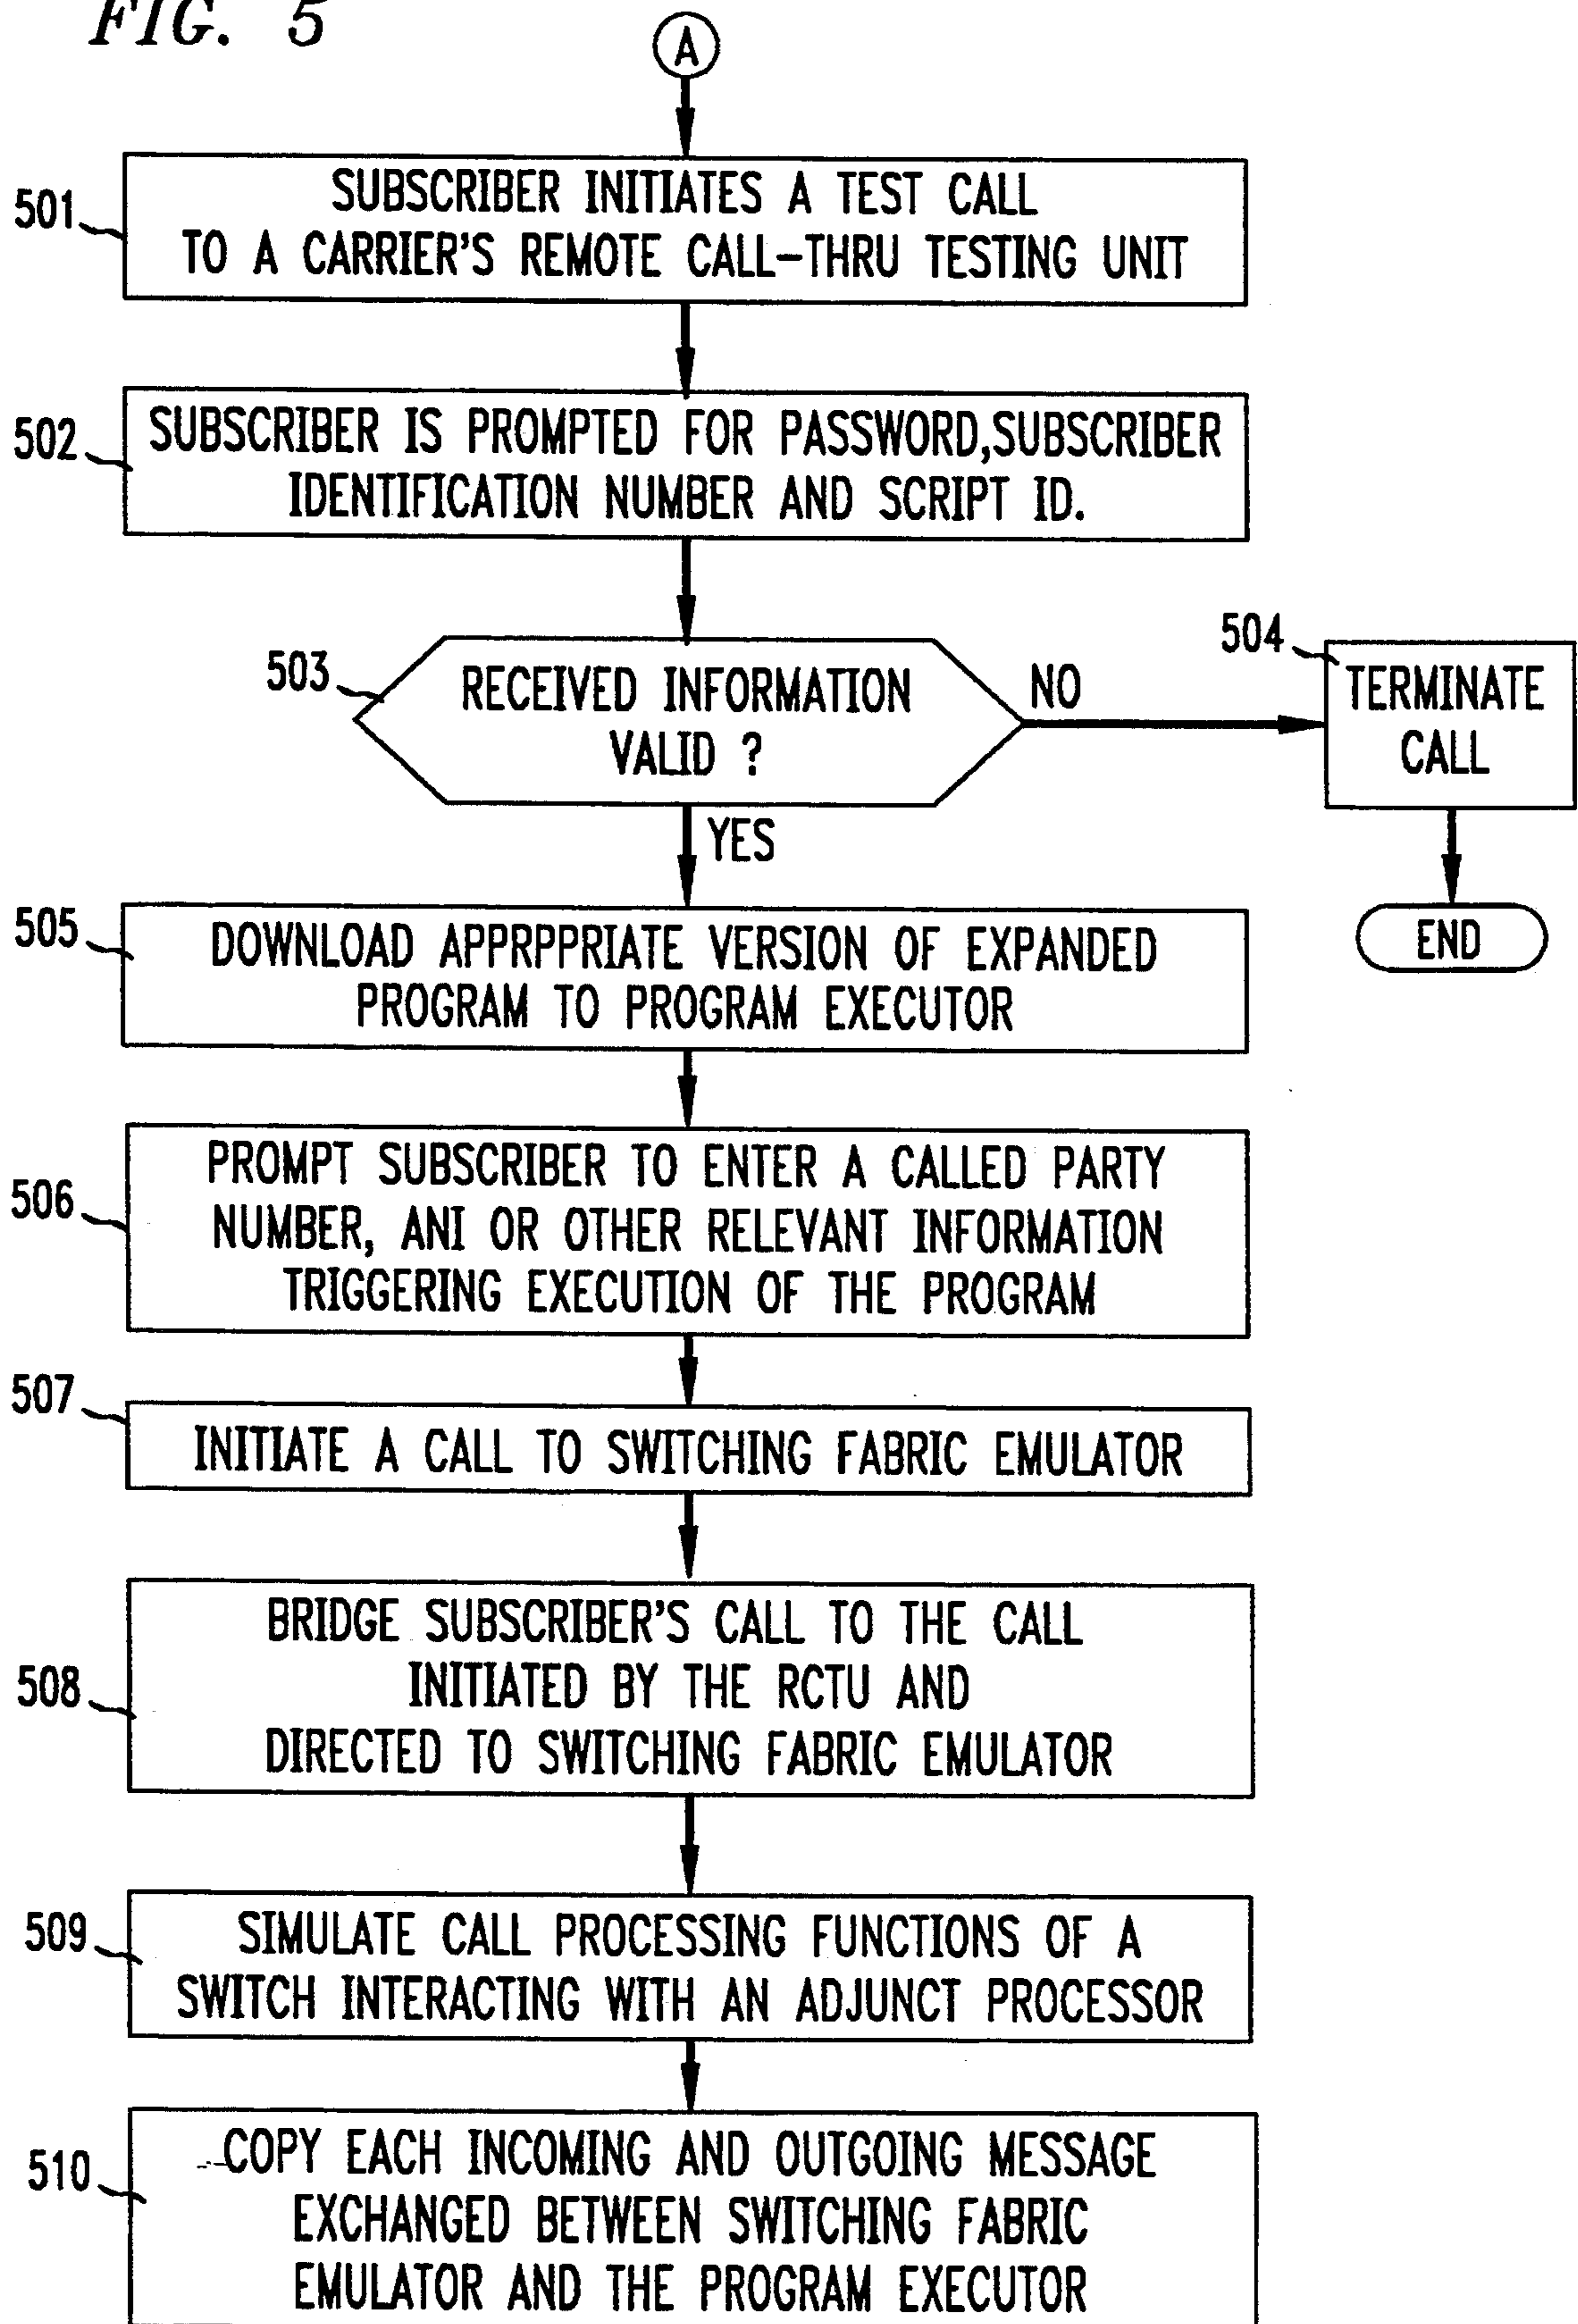 FIG. 5
A
501
SUBSCRIBER INITIATES A TEST CALL
TO A CARRIER'S REMOTE CALL-THRU TESTING UNIT
502
SUBSCRIBER IS PROMPTED FOR PASSWORD,SUBSCRIBER
IDENTIFICATION NUMBER AND SCRIPT ID.
503
RECEIVED INFORMATION
VALID ?
NO
504
TERMINATE
CALL
YES
END
505
DOWNLOAD APPRPPRIATE VERSION OF EXPANDED
PROGRAM TO PROGRAM EXECUTOR
506
PROMPT SUBSCRIBER TO ENTER A CALLED PARTY
NUMBER, ANI OR OTHER RELEVANT INFORMATION
TRIGGERING EXECUTION OF THE PROGRAM
507
INITIATE A CALL TO SWITCHING FABRIC EMULATOR
508
BRIDGE SUBSCRIBER'S CALL TO THE CALL
INITIATED BY THE RCTU AND
DIRECTED TO SWITCHING FABRIC EMULATOR
509
SIMULATE CALL PROCESSING FUNCTIONS OF A
SWITCH INTERACTING WITH AN ADJUNCT PROCESSOR
510
COPY EACH INCOMING AND OUTGOING MESSAGE
EXCHANGED BETWEEN SWITCHING FABRIC
EMULATOR AND THE PROGRAM EXECUTOR